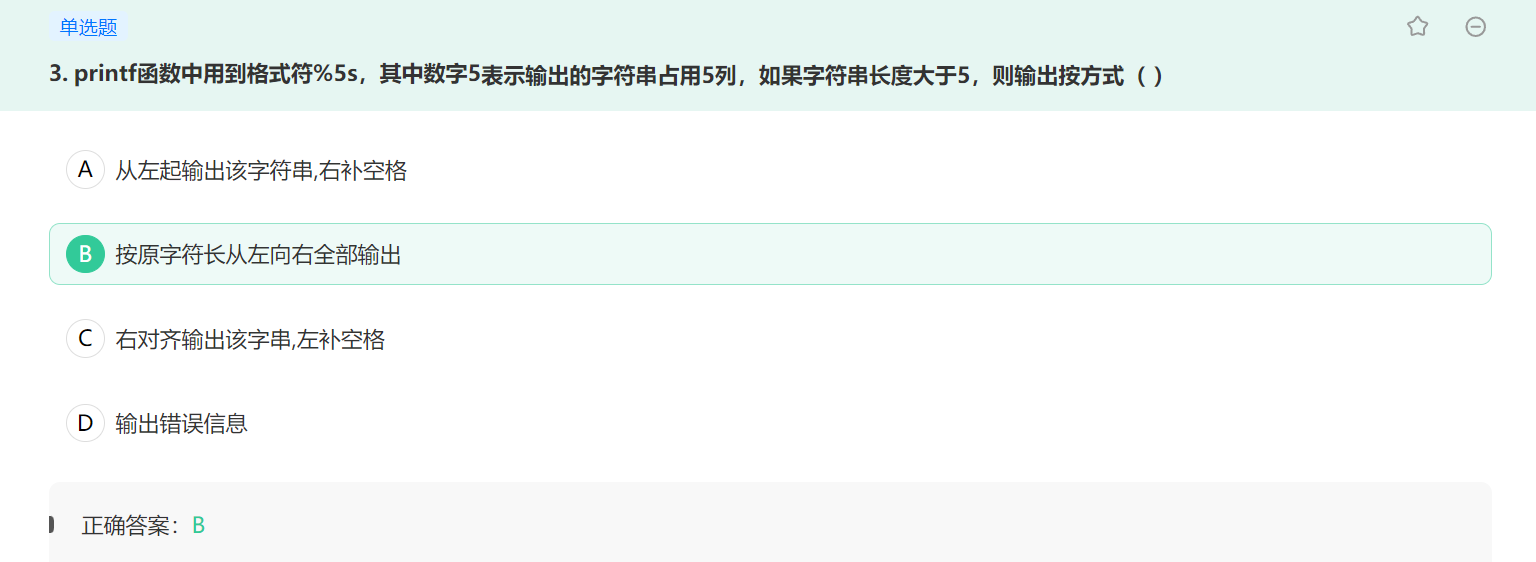 单选题
3. printf函数中用到格式符%5s，其中数字5表示输出的字符串占用5列，如果字符串长度大于5，则输出按方式（ ）
A 从左起输出该字符串,右补空格
B 按原字符长从左向右全部输出
C 右对齐输出该字串,左补空格
D 输出错误信息
正确答案：B